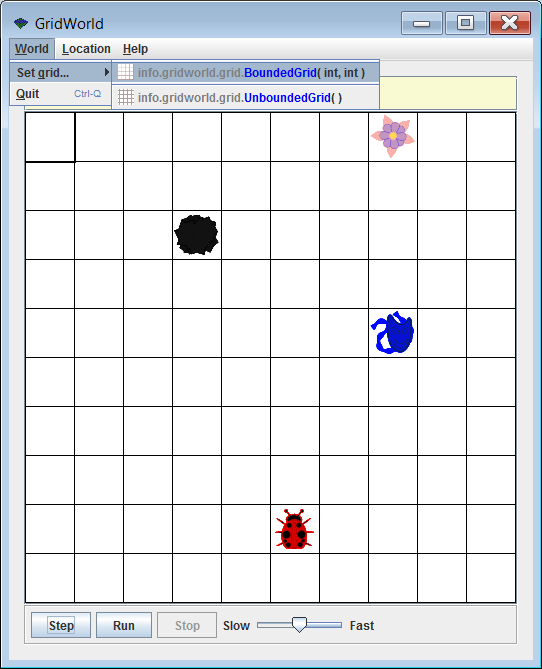 GridWorld
World Location Help
Set grid... info.gridworld.grid.BoundedGrid( int, int )
Quit Ctrl-Q info.gridworld.grid.UnboundedGrid( )
Step Run Stop Slow Fast